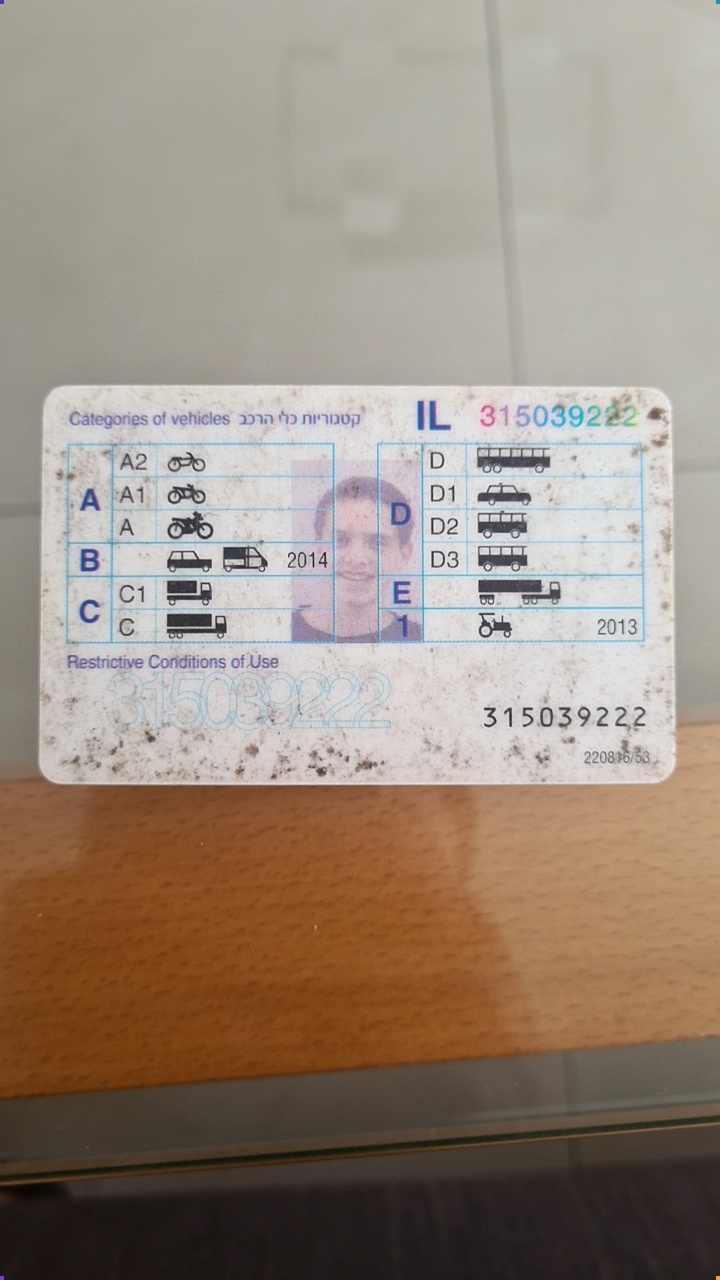 Categories of vehicles קטגוריות כלי הרכב IL 315039222
A A2
A1
A
B 2014
C C1
C
D D
D1
D2
D3
E
1 2013
Restrictive Conditions of Use
315039222
315039222
220816/53